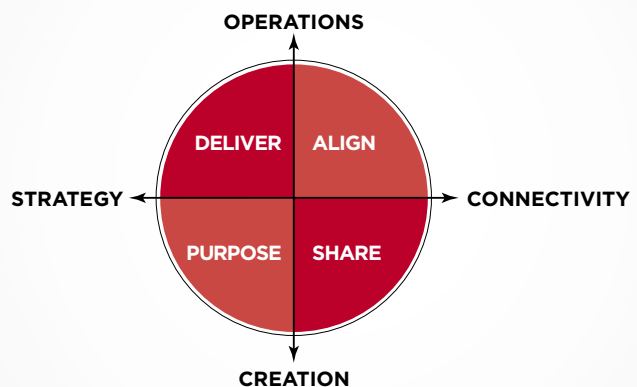 OPERATIONS
DELIVER ALIGN
STRATEGY CONNECTIVITY
PURPOSE SHARE
CREATION